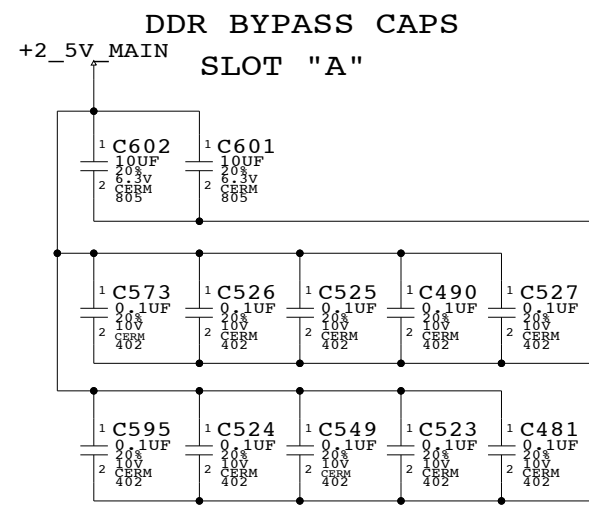 DDR BYPASS CAPS
+2_5V_MAIN
SLOT "A"
1 C602 1 C601
10UF 10UF
20% 20%
6.3V 6.3V
2 CERM 2 CERM
805 805
1 C573 1 C526 1 C525 1 C490 1 C527
0.1UF 0.1UF 0.1UF 0.1UF 0.1UF
20% 20% 20% 20% 20%
10V 10V 10V 10V 10V
2 CERM 2 CERM 2 CERM 2 CERM 2 CERM
402 402 402 402 402
1 C595 1 C524 1 C549 1 C523 1 C481
0.1UF 0.1UF 0.1UF 0.1UF 0.1UF
20% 20% 20% 20% 20%
10V 10V 10V 10V 10V
2 CERM 2 CERM 2 CERM 2 CERM 2 CERM
402 402 402 402 402